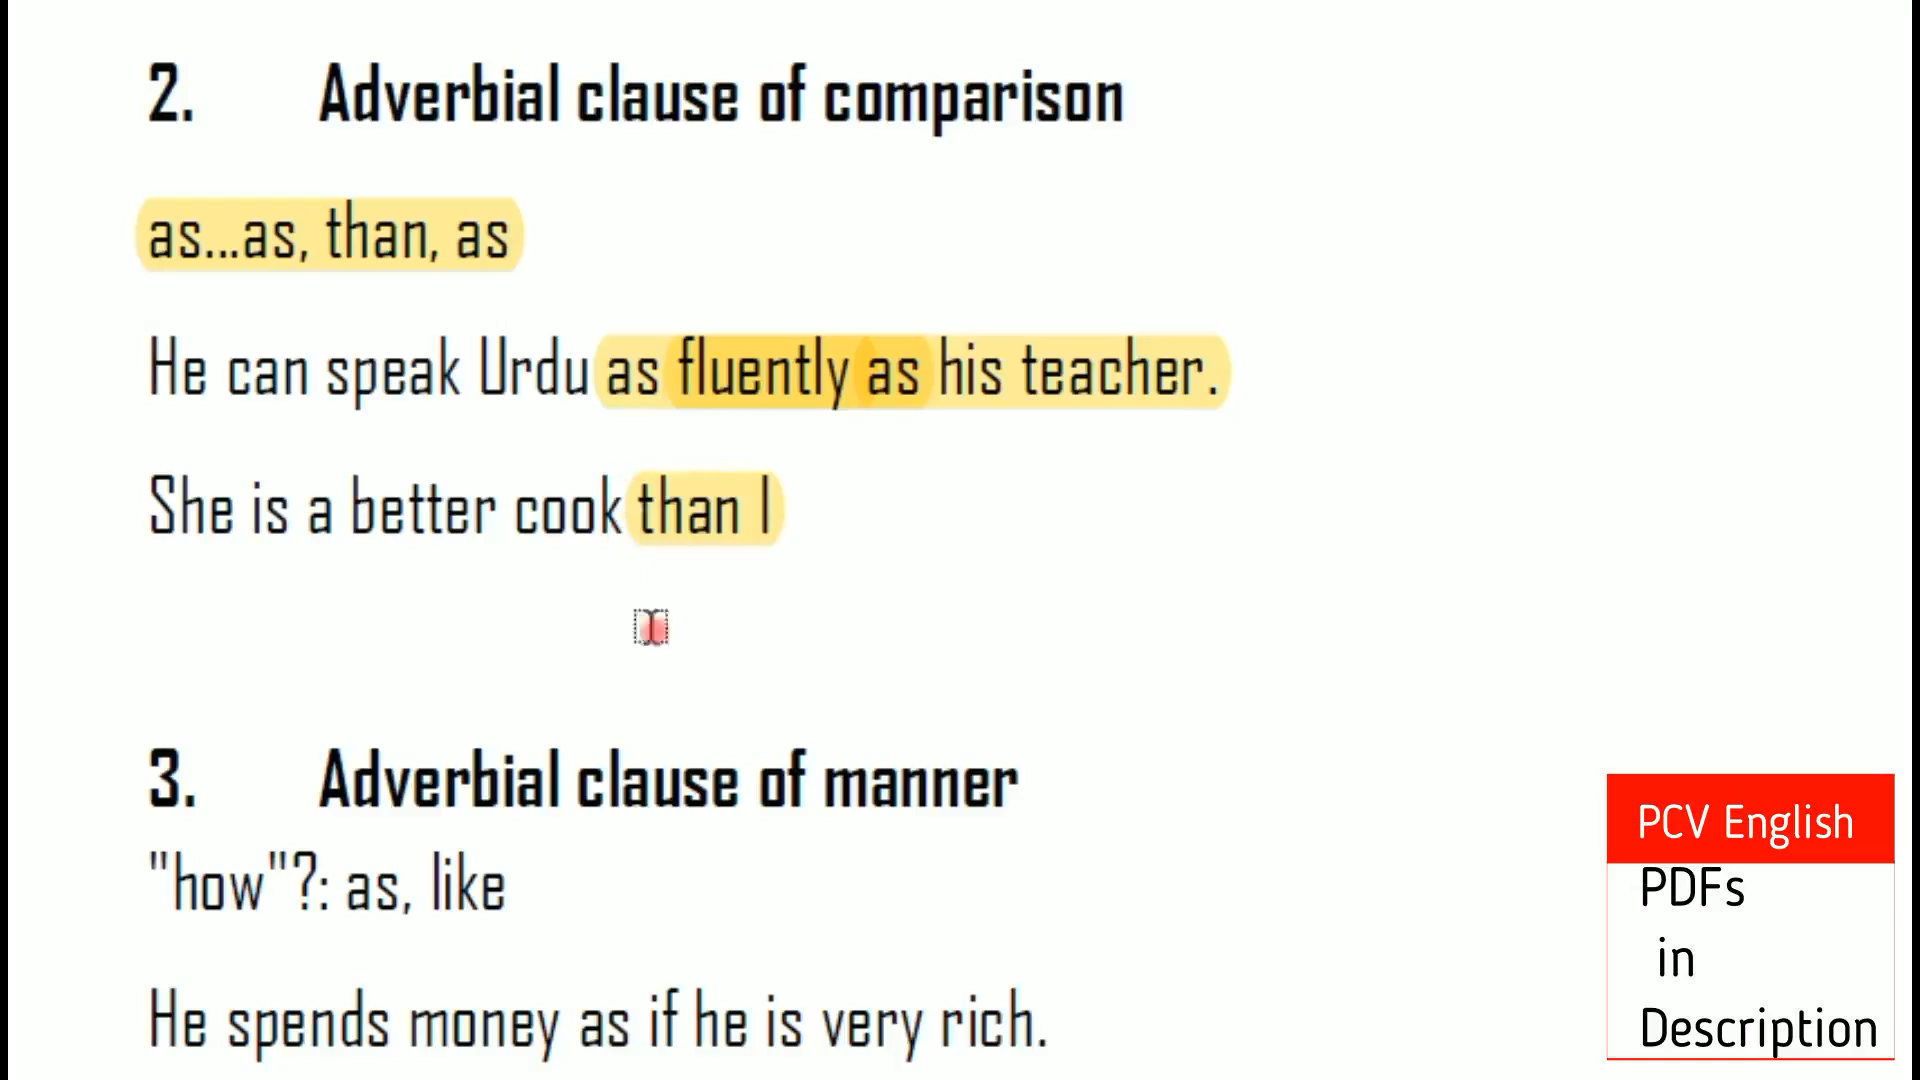 2. Adverbial clause of comparison
as...as, than, as
He can speak Urdu as fluently as his teacher.
She is a better cook than I
3. Adverbial clause of manner
"how"?: as, like
He spends money as if he is very rich.
PCV English
PDFs
in
Description